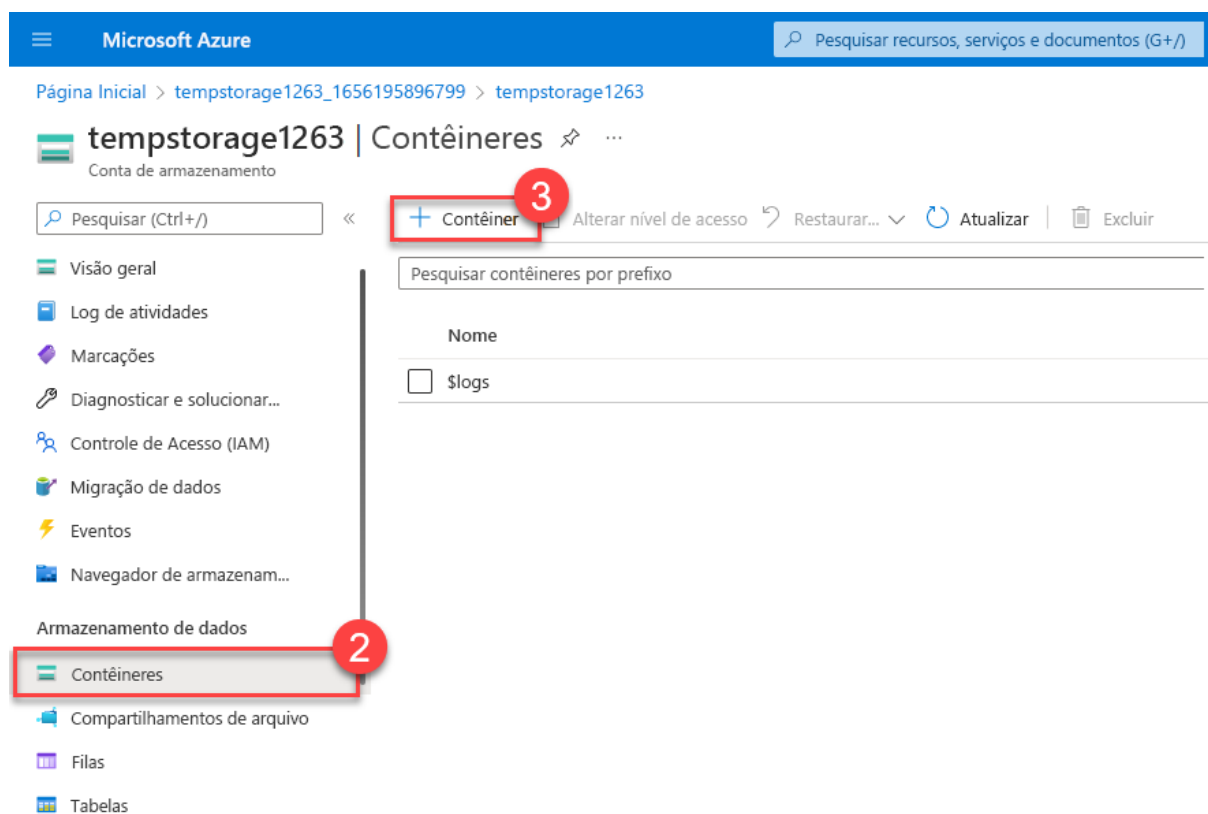 Microsoft Azure
Pesquisar recursos, serviços e documentos (G+/)
Página Inicial > tempstorage1263_1656195896799 > tempstorage1263
tempstorage1263 | Contêineres ...
Conta de armazenamento
3
Pesquisar (Ctrl+/) «
+ Contêiner Alterar nível de acesso Restaurar... Atualizar Excluir
Visão geral
Pesquisar contêineres por prefixo
Log de atividades
Nome
Marcações
$logs
Diagnosticar e solucionar...
Controle de Acesso (IAM)
Migração de dados
Eventos
Navegador de armazenam...
Armazenamento de dados
2
Contêineres
Compartilhamentos de arquivo
Filas
Tabelas